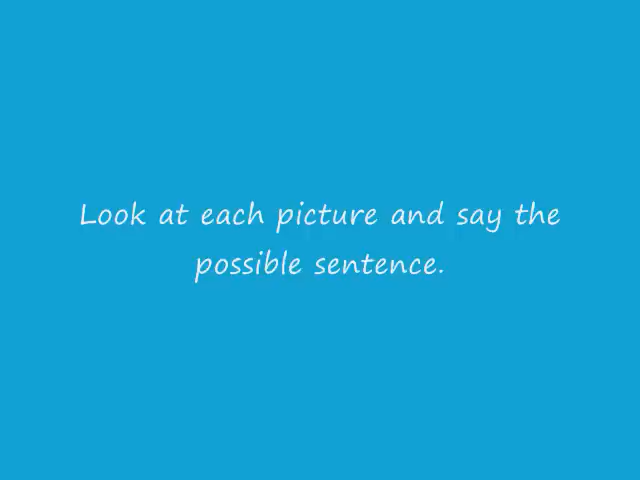 Look at each picture and say the
possible sentence.